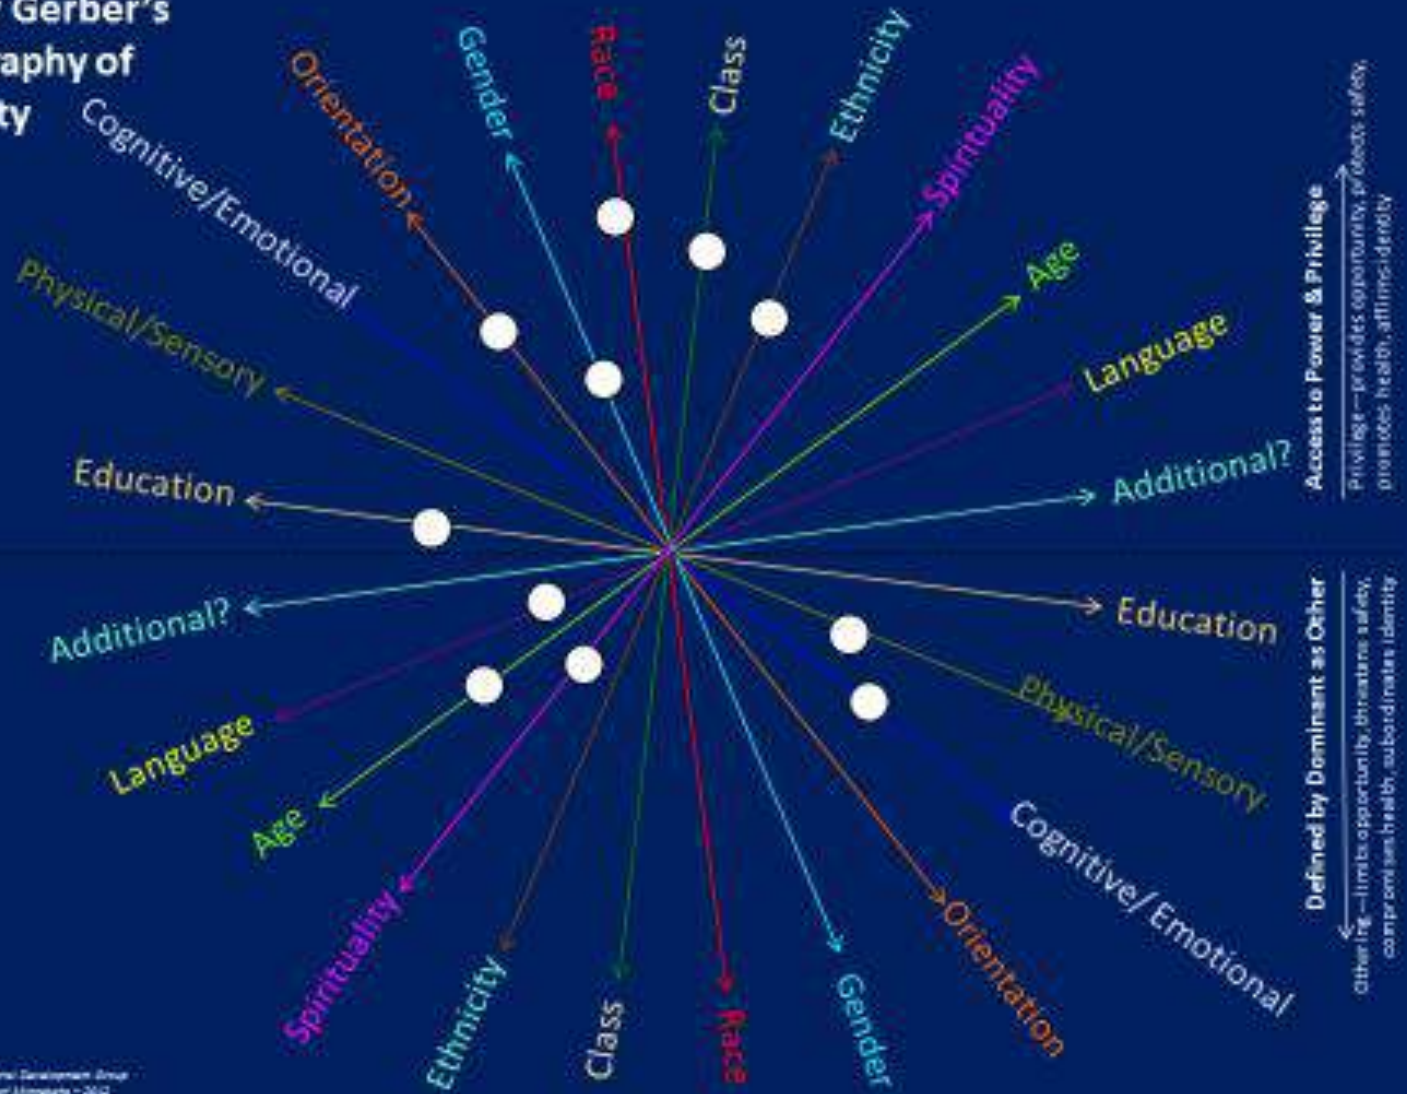 Gerber's
aphy of
ty
Orientation
Gender
Race
Class
Ethnicity
Spirituality
Cognitive/Emotional
Physical/Sensory
Age
Language
Education
Additional?
Additional?
Education
Language
Physical/Sensory
Age
Cognitive/ Emotional
Spirituality
Orientation
Ethnicity
Class
Race
Gender
Access to Power & Privilege
Privilege—provides opportunity, protects safety,
promotes health, affirms identity
Defined by Dominant as Other
Othering—limits opportunity, threatens safety,
compromises health, subordinates identity
Development Group